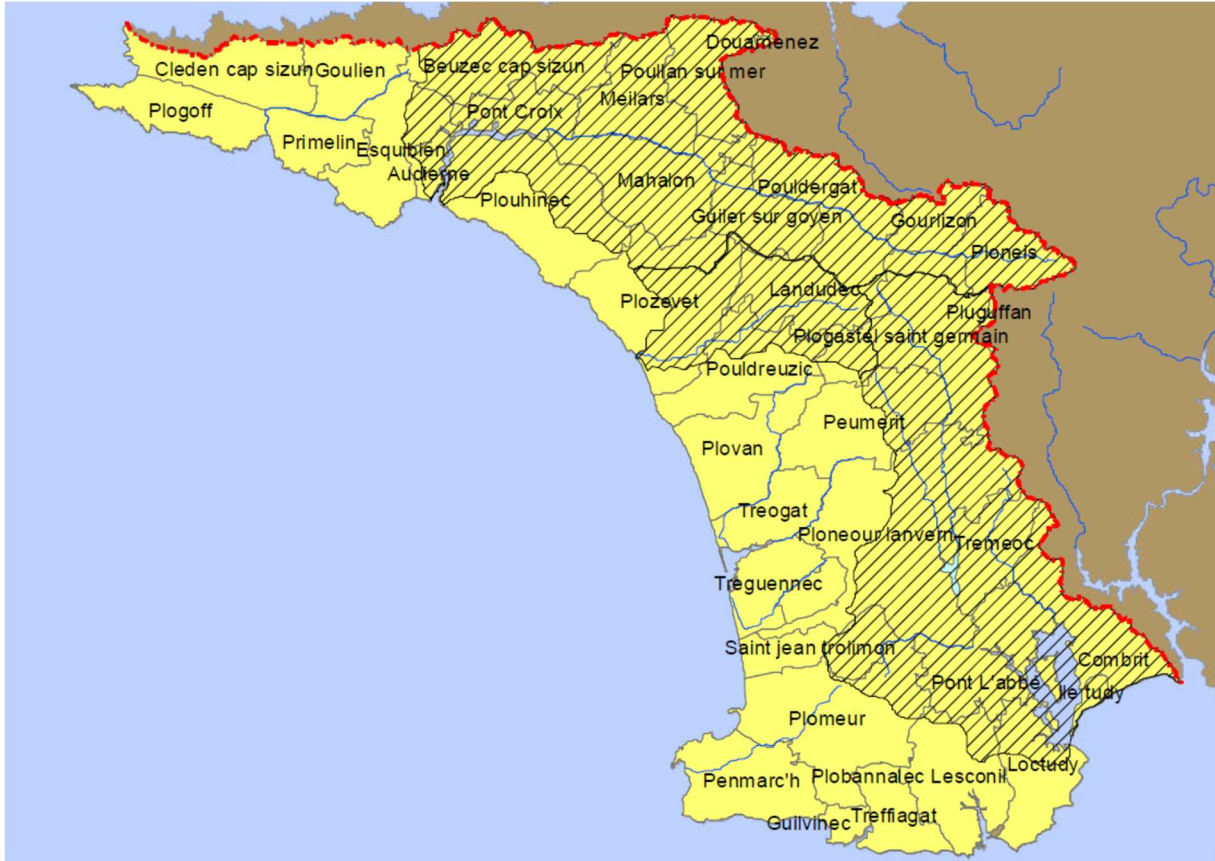 Douarnenez
Cleden cap sizun
Goulien
Beuzec cap sizun
Poullan sur mer
Plogoff
Pont Croix
Meilars
Primelin
Esquibien
Audierne
Mahalon
Pouldergat
Plouhinec
Guiler sur goyen
Gourlizon
Ploneis
Plozevet
Landudec
Pluguffan
Plogastel saint germain
Pouldreuzic
Peumerit
Plovan
Treogat
Ploneour lanvern
Tremeoc
Treguennec
Saint jean trolimon
Combrit
Pont L'abbé
Ile tudy
Plomeur
Loctudy
Penmarc'h
Plobannalec Lesconil
Guilvinec
Treffiagat